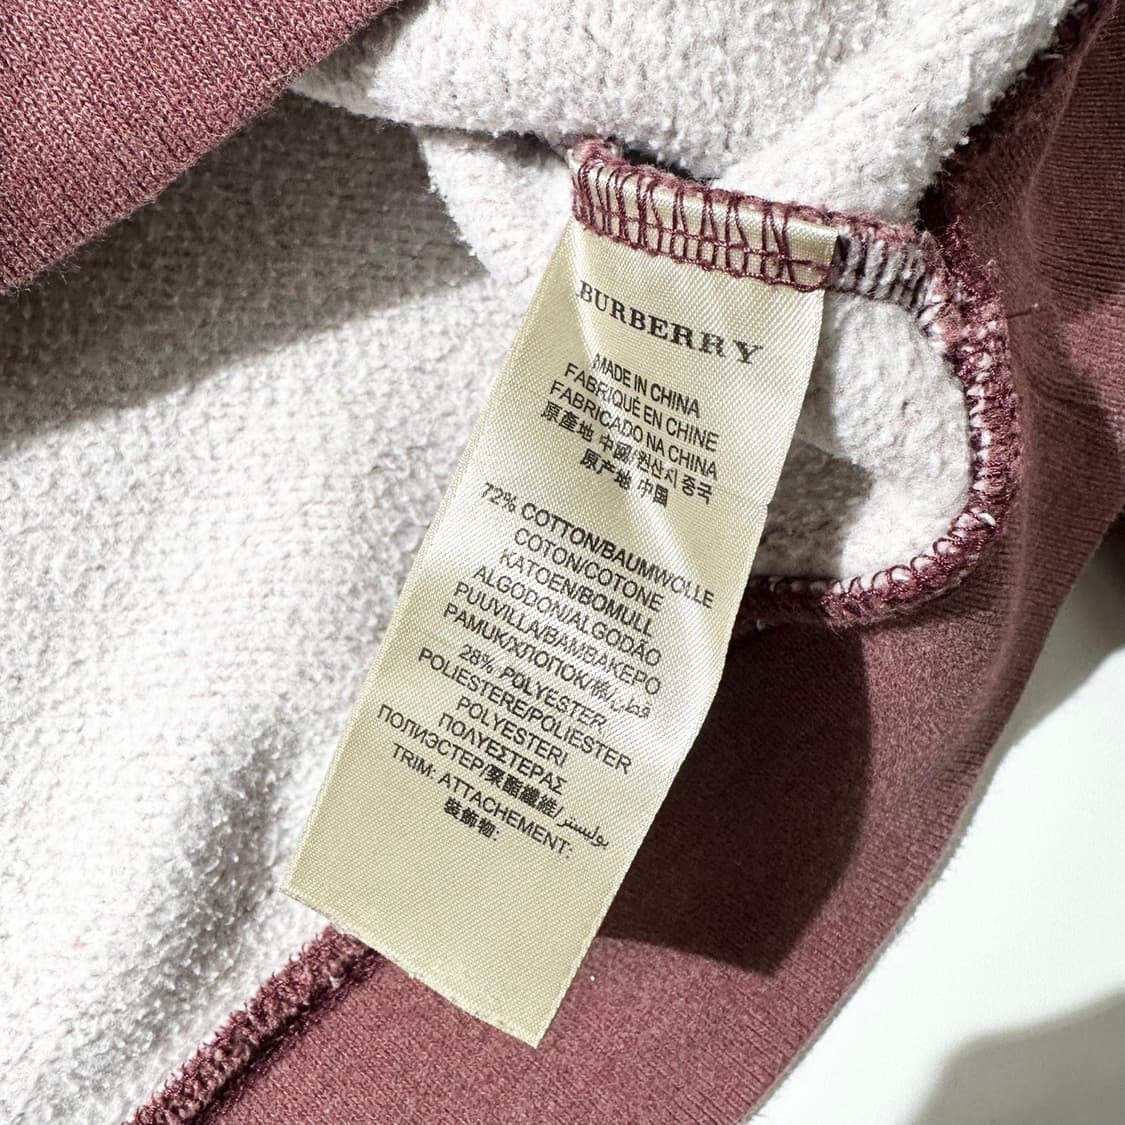 BURBERRY
MADE IN CHINA
FABRIQUÉ EN CHINE
FABRICADO NA CHINA
原產地 中國/원산지 중국
原产地 中国
72% COTTON/BAUMWOLLE
COTON/COTONE
KATOEN/BOMULL
ALGODON/ALGODÃO
PUUVILLA/ΒΑΜΒΑΚΕΡΟ
PAMUK/ХЛОПОК/棉/قطن
28% POLYESTER
POLIESTERE/POLIESTER
POLYESTERI
ΠΟΛΥΕΣΤΕΡΑΣ
ПОЛИЭСТЕР/聚酯纖維/بوليستر
TRIM: ATTACHEMENT:
裝飾物: